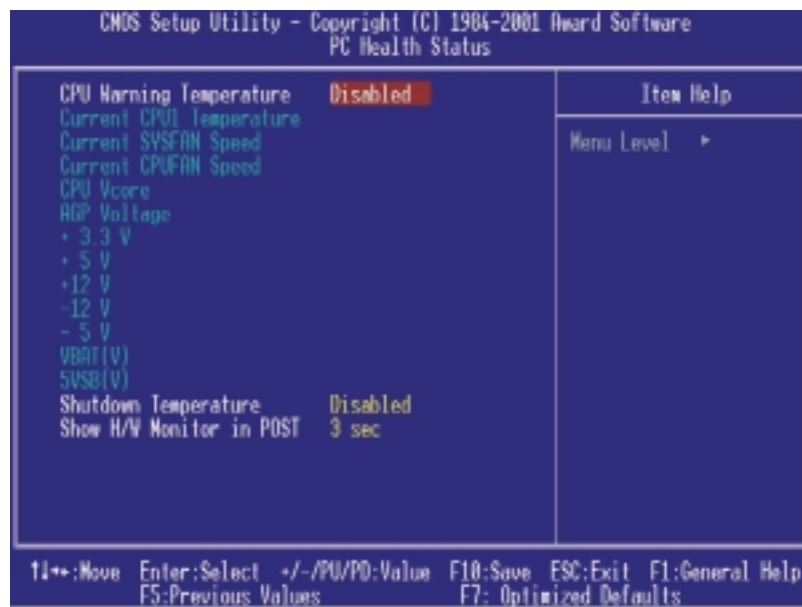 CMOS Setup Utility - Copyright (C) 1984-2001 Award Software
PC Health Status
CPU Warning Temperature Disabled
Current CPU1 Temperature
Current SYSFAN Speed
Current CPUFAN Speed
CPU Vcore
AGP Voltage
+ 3.3 V
+ 5 V
+12 V
-12 V
- 5 V
VBAT(V)
5VSB(V)
Shutdown Temperature Disabled
Show H/W Monitor in POST 3 sec
Item Help
Menu Level ►
↑↓→←:Move Enter:Select +/-/PU/PD:Value F10:Save ESC:Exit F1:General Help
F5:Previous Values F7: Optimized Defaults